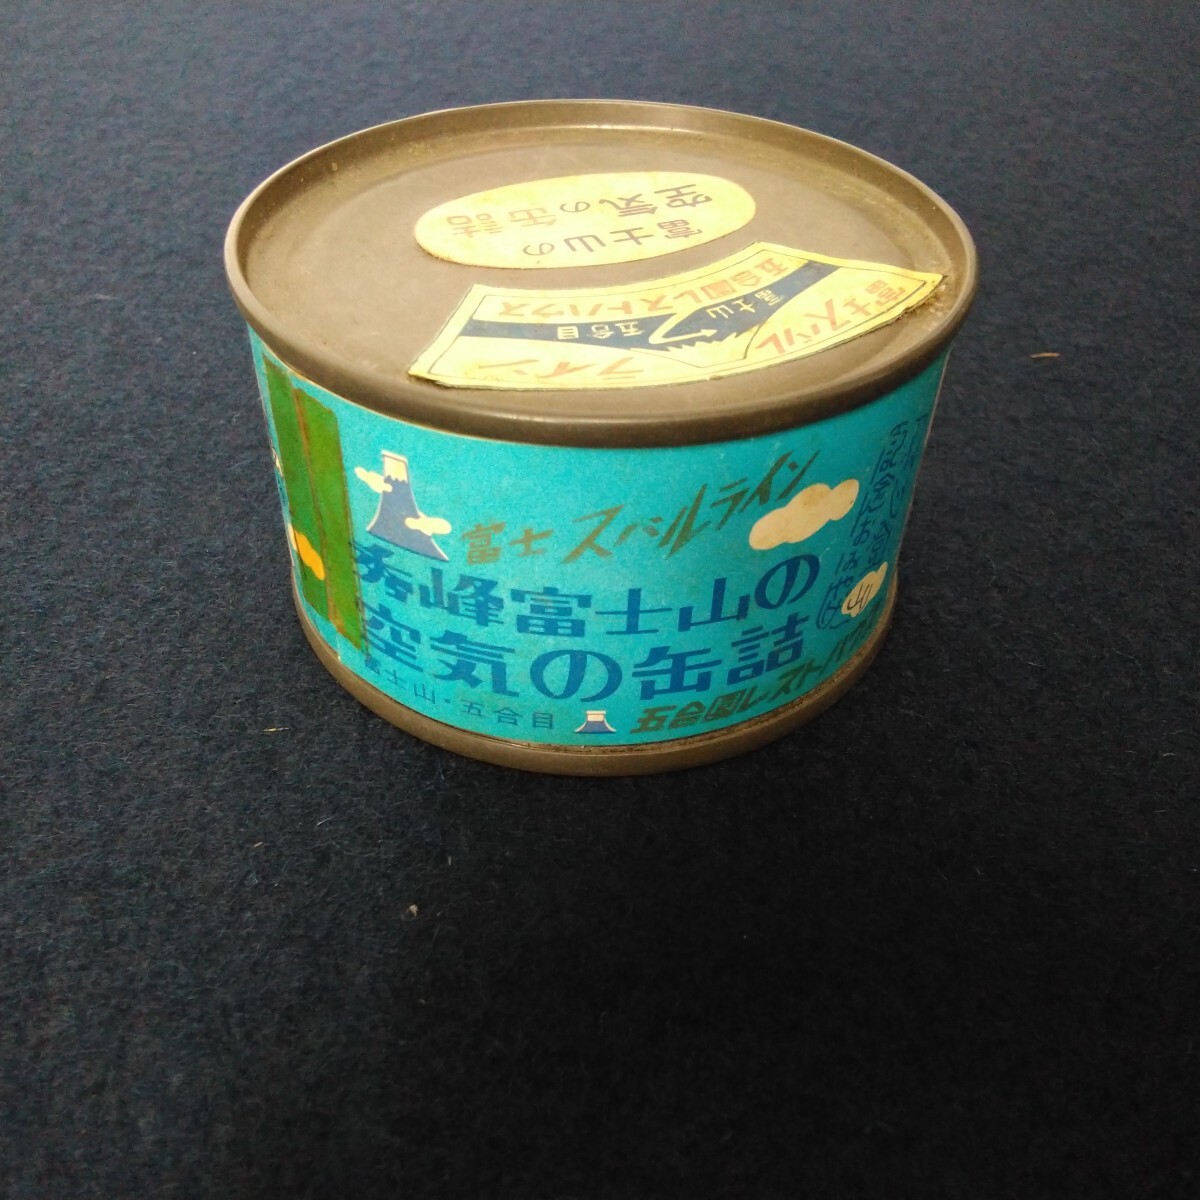 富士山の
空気の缶詰
富士スバル
ライン
富士山
五合目
五合園レストハウス
富士スバルライン
秀峰富士山の
空気の缶詰
富士山・五合目
五合園レストハウス